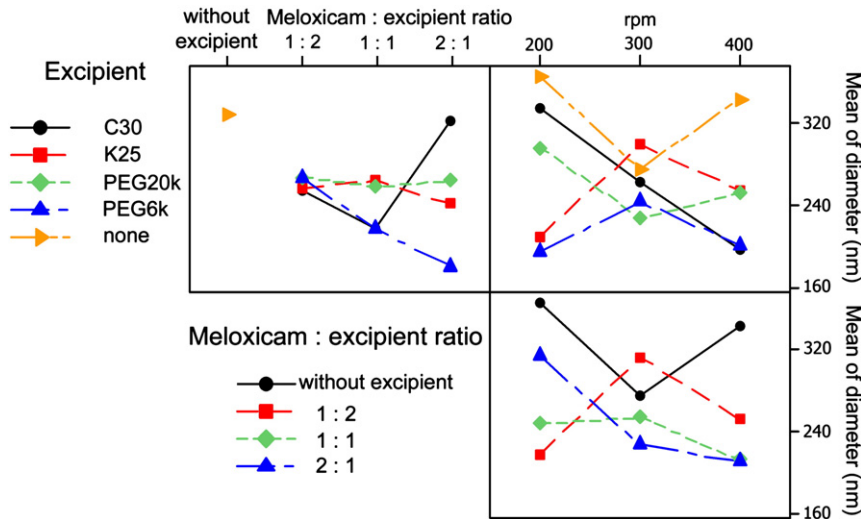 without
excipient
Meloxicam : excipient ratio
1 : 2 1 : 1 2 : 1
rpm
200 300 400
Excipient
C30
K25
PEG20k
PEG6k
none
320
240
160
Mean of diameter (nm)
Meloxicam : excipient ratio
without excipient
1 : 2
1 : 1
2 : 1
320
240
160
Mean of diameter (nm)